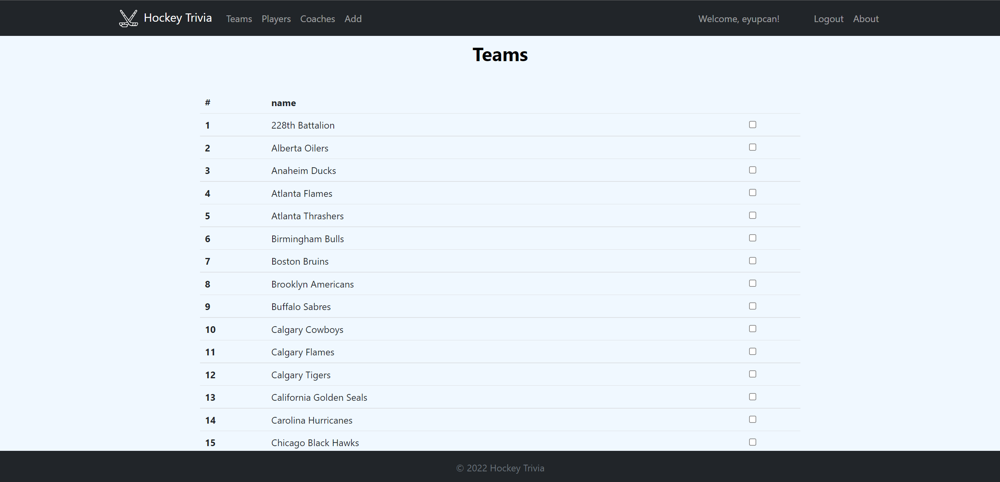 Hockey Trivia Teams Players Coaches Add Welcome, eyupcan! Logout About
Teams
# name
1 228th Battalion
2 Alberta Oilers
3 Anaheim Ducks
4 Atlanta Flames
5 Atlanta Thrashers
6 Birmingham Bulls
7 Boston Bruins
8 Brooklyn Americans
9 Buffalo Sabres
10 Calgary Cowboys
11 Calgary Flames
12 Calgary Tigers
13 California Golden Seals
14 Carolina Hurricanes
15 Chicago Black Hawks
© 2022 Hockey Trivia